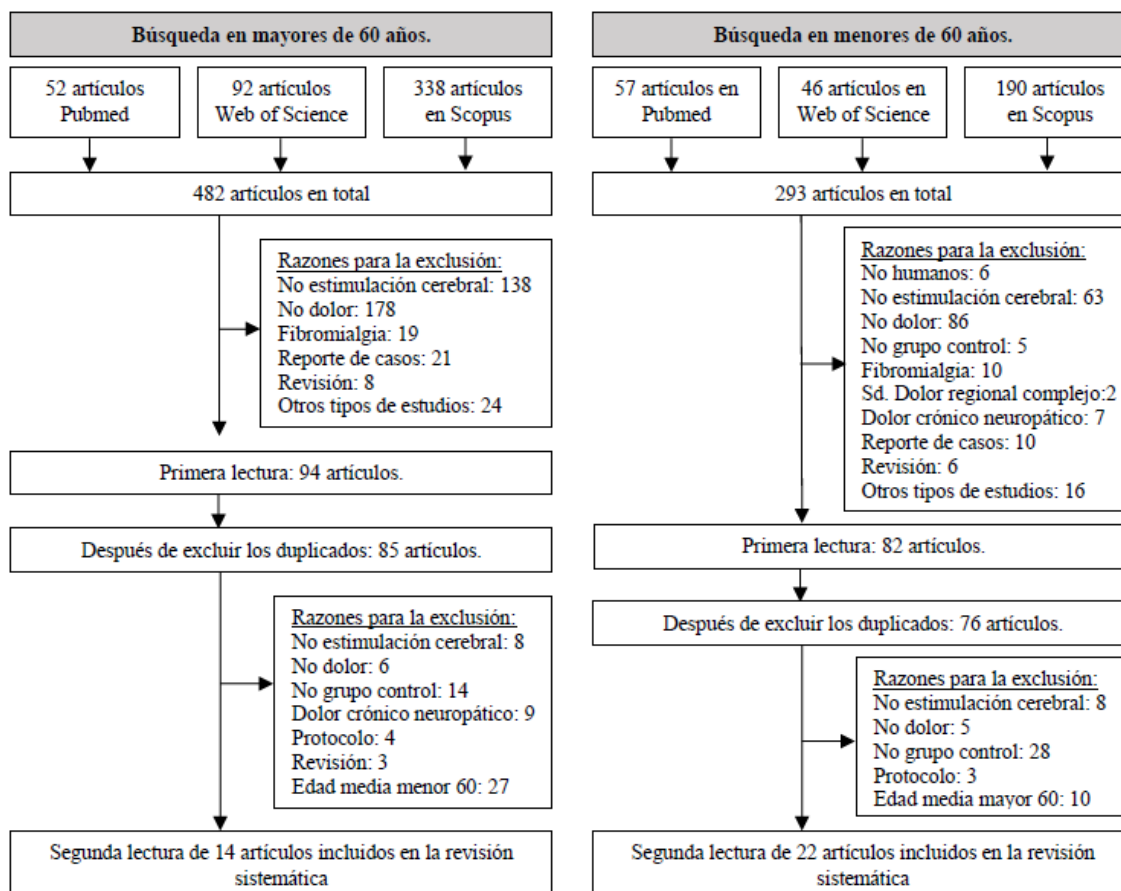 Búsqueda en mayores de 60 años.
52 artículos
Pubmed
92 artículos
Web of Science
338 artículos
en Scopus
482 artículos en total
Razones para la exclusión:
No estimulación cerebral: 138
No dolor: 178
Fibromialgia: 19
Reporte de casos: 21
Revisión: 8
Otros tipos de estudios: 24
Primera lectura: 94 artículos.
Después de excluir los duplicados: 85 artículos.
Razones para la exclusión:
No estimulación cerebral: 8
No dolor: 6
No grupo control: 14
Dolor crónico neuropático: 9
Protocolo: 4
Revisión: 3
Edad media menor 60: 27
Segunda lectura de 14 artículos incluidos en la revisión
sistemática
Búsqueda en menores de 60 años.
57 artículos en
Pubmed
46 artículos en
Web of Science
190 artículos
en Scopus
293 artículos en total
Razones para la exclusión:
No humanos: 6
No estimulación cerebral: 63
No dolor: 86
No grupo control: 5
Fibromialgia: 10
Sd. Dolor regional complejo:2
Dolor crónico neuropático: 7
Reporte de casos: 10
Revisión: 6
Otros tipos de estudios: 16
Primera lectura: 82 artículos.
Después de excluir los duplicados: 76 artículos.
Razones para la exclusión:
No estimulación cerebral: 8
No dolor: 5
No grupo control: 28
Protocolo: 3
Edad media mayor 60: 10
Segunda lectura de 22 artículos incluidos en la revisión
sistemática